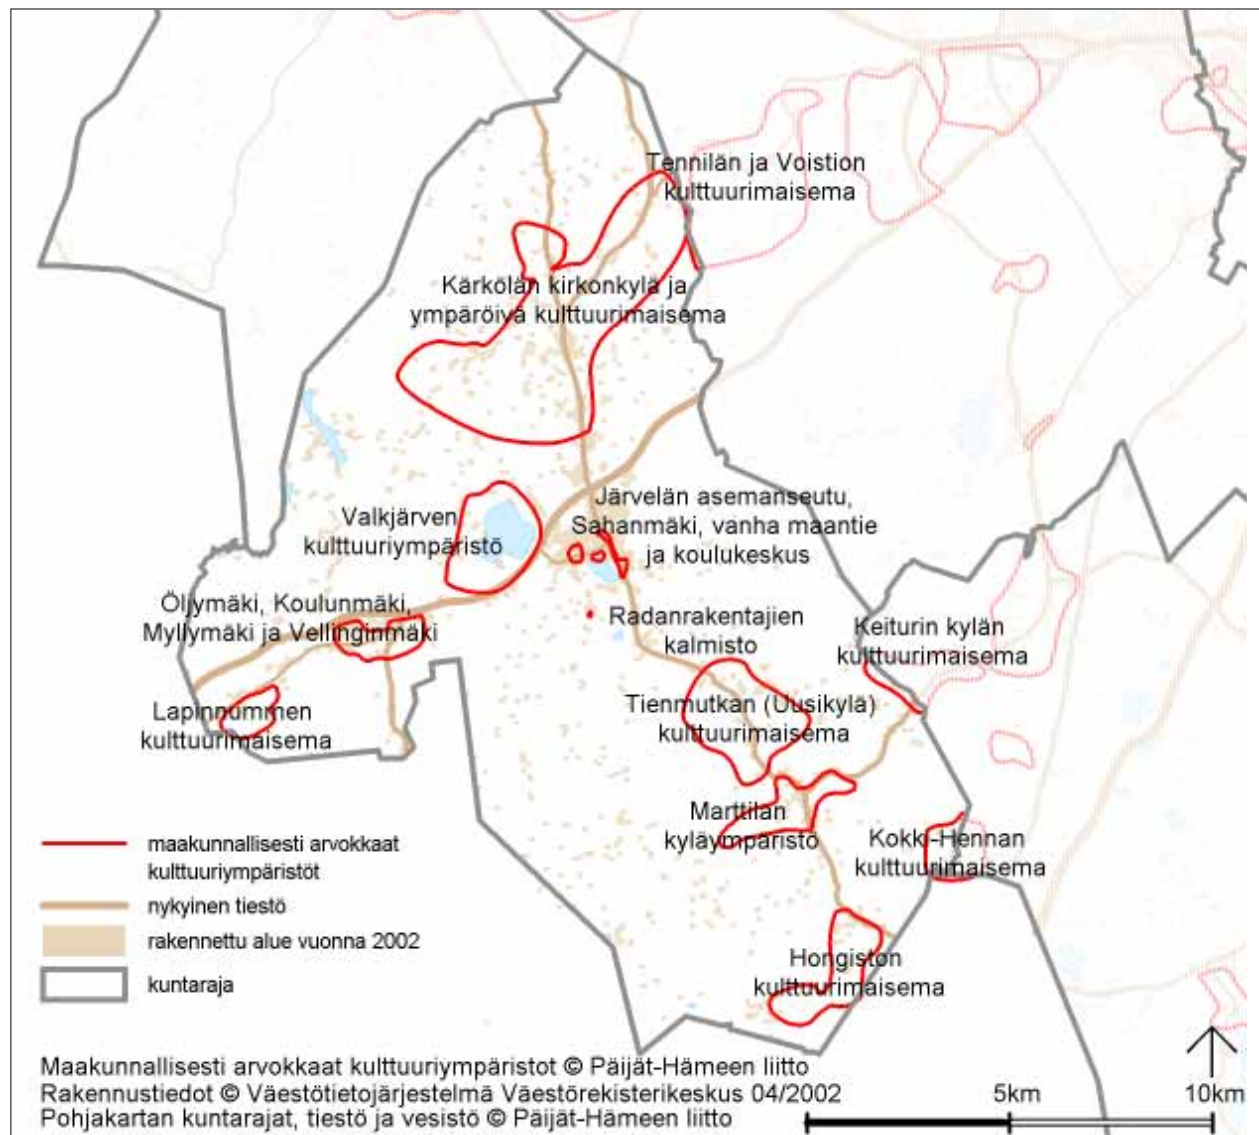 Tennilän ja Voistion
kulttuurimaisema
Kärkölän kirkonkylä ja
ympäröivä kulttuurimaisema
Järvelän asemanseutu,
Sahanmäki, vanha maantie
ja koulukeskus
Valkjärven
kulttuuriympäristö
Öljymäki, Koulunmäki,
Myllymäki ja Vellinginmäki
Radanrakentajien
kalmisto
Keiturin kylän
kulttuurimaisema
Lapinnummen
kulttuurimaisema
Tienmutkan (Uusikylä)
kulttuurimaisema
Marttilan
kyläympäristö
Kokki-Hennan
kulttuurimaisema
Hongiston
kulttuurimaisema
maakunnallisesti arvokkaat
kulttuuriympäristöt
nykyinen tiestö
rakennettu alue vuonna 2002
kuntaraja
Maakunnallisesti arvokkaat kulttuuriympäristot © Päijät-Hämeen liitto
Rakennustiedot © Väestötietojärjestelmä Väestörekisterikeskus 04/2002
Pohjakartan kuntarajat, tiestö ja vesistö © Päijät-Hämeen liitto
5km
10km